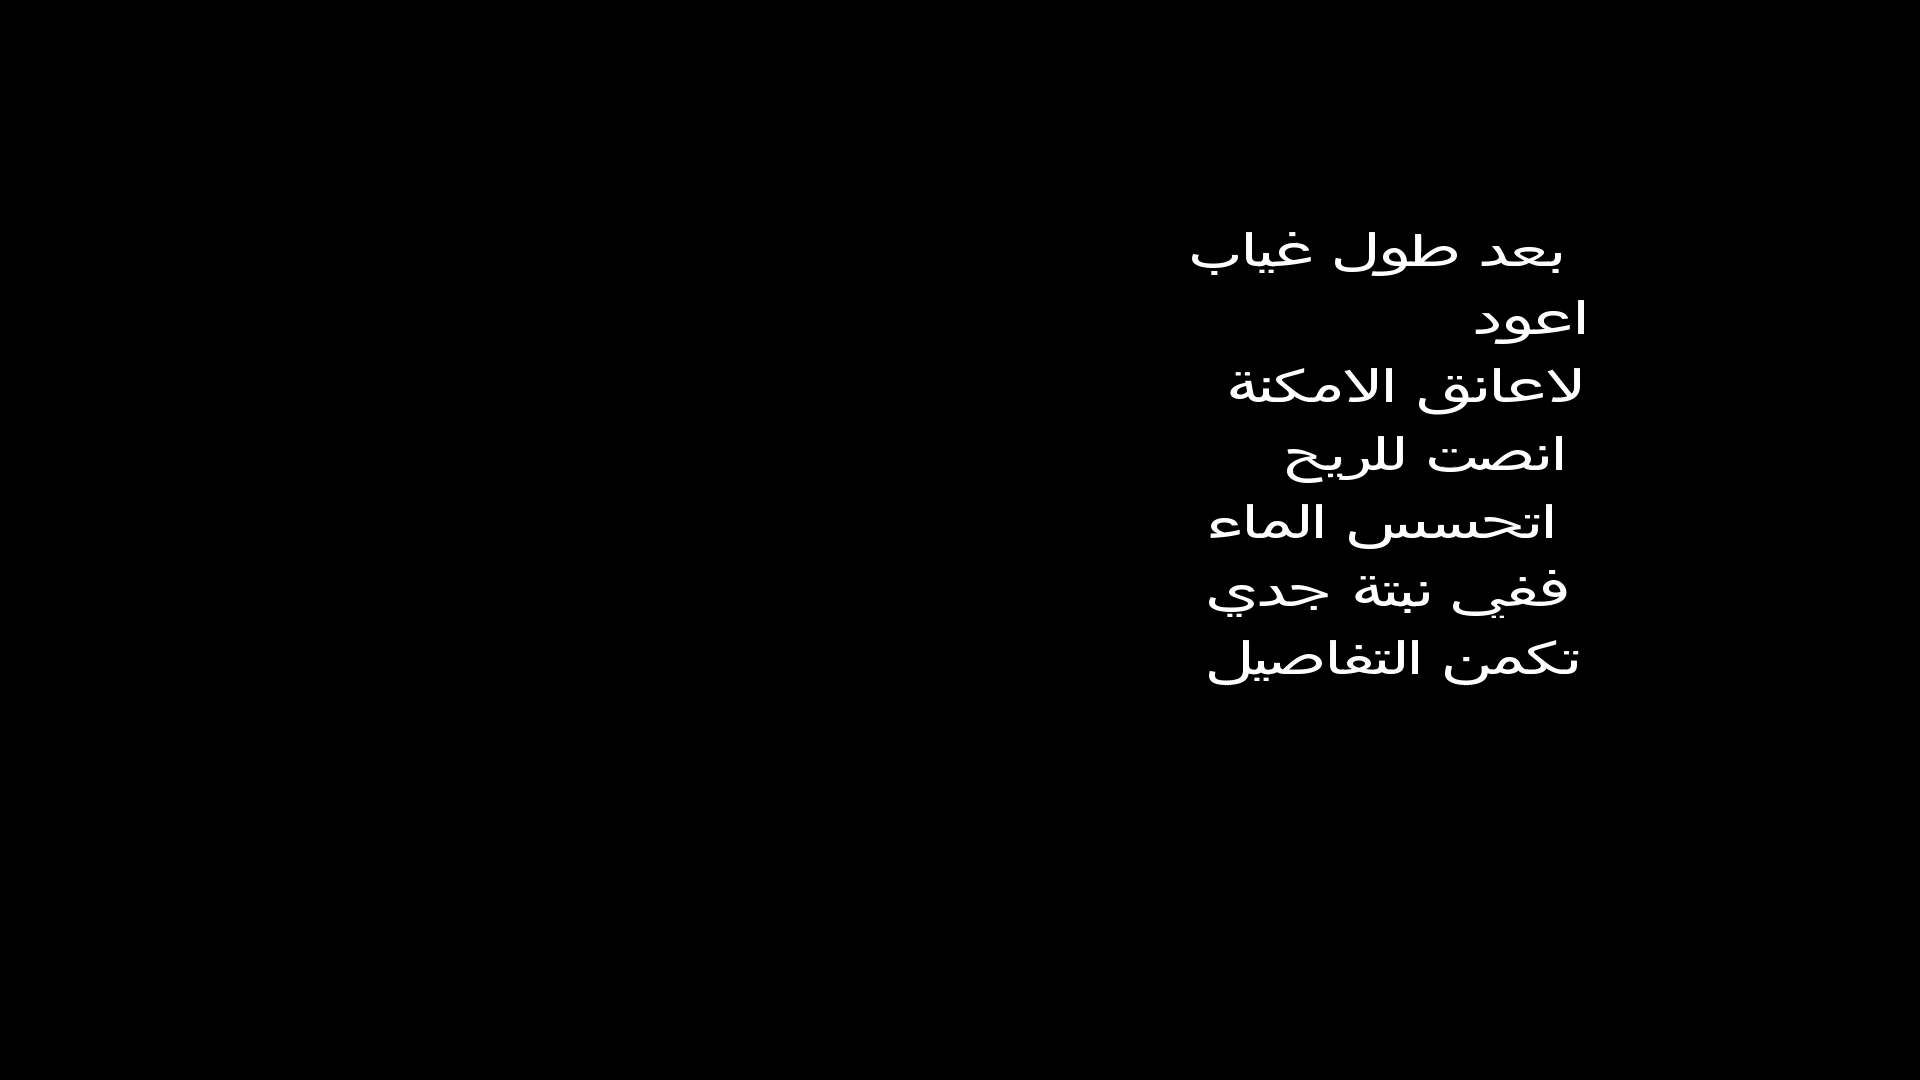 بعد طول غياب
اعود
لاعانق الامكنة
انصت للريح
اتحسس الماء
ففي نبتة جدي
تكمن التفاصيل